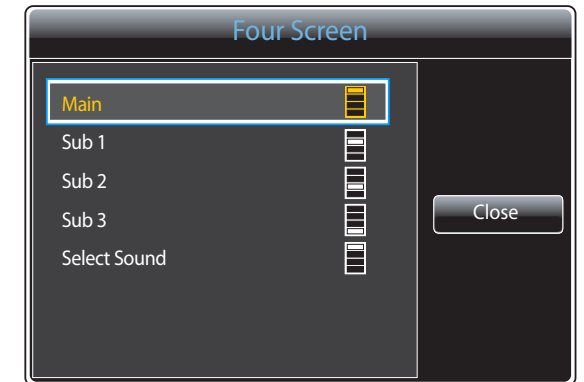 Four Screen
Main
Sub 1
Sub 2
Sub 3
Close
Select Sound